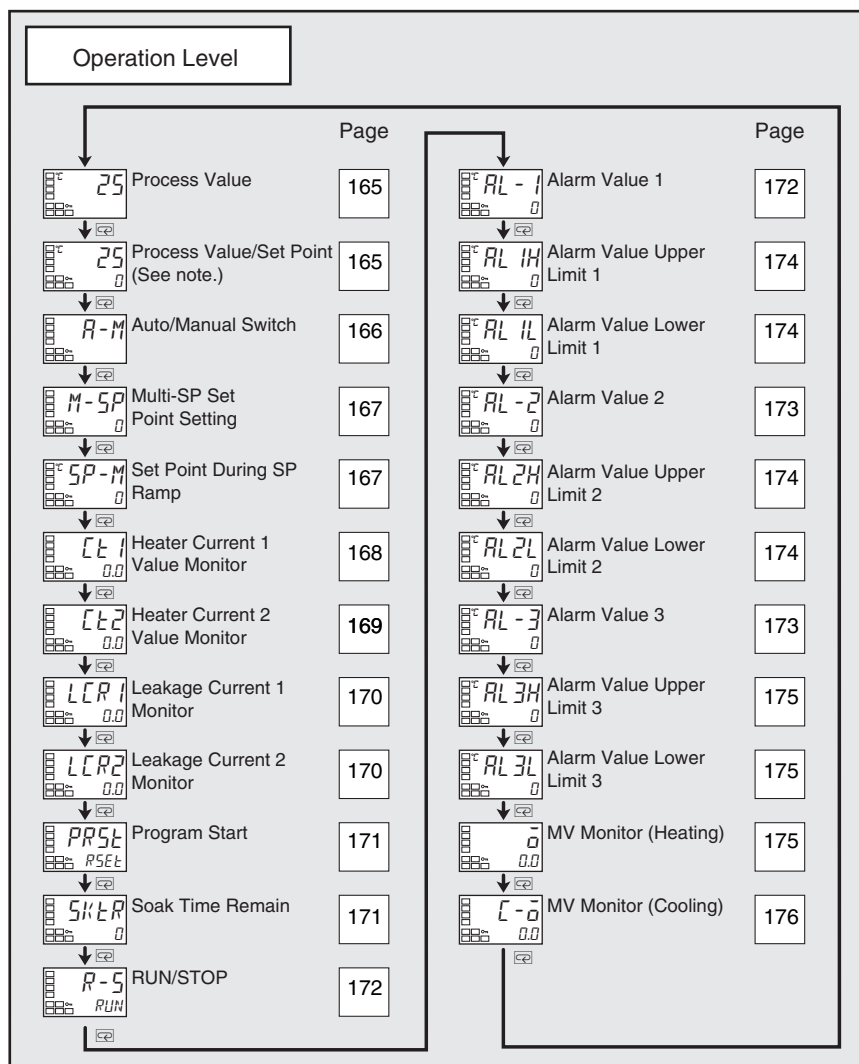 Operation Level
Page
25
Process Value
165
25
0
Process Value/Set Point
(See note.)
165
A-M
Auto/Manual Switch
166
M-SP
0
Multi-SP Set
Point Setting
167
SP-M
0
Set Point During SP
Ramp
167
Ct1
0.0
Heater Current 1
Value Monitor
168
Ct2
0.0
Heater Current 2
Value Monitor
169
LCR1
0.0
Leakage Current 1
Monitor
170
LCR2
0.0
Leakage Current 2
Monitor
170
PRSt
RSEt
Program Start
171
SKtR
0
Soak Time Remain
171
R-S
RUN
RUN/STOP
172
Page
°C
AL-1
0
Alarm Value 1
172
°C
AL1H
0
Alarm Value Upper
Limit 1
174
°C
AL1L
0
Alarm Value Lower
Limit 1
174
°C
AL-2
0
Alarm Value 2
173
°C
AL2H
0
Alarm Value Upper
Limit 2
174
°C
AL2L
0
Alarm Value Lower
Limit 2
174
°C
AL-3
0
Alarm Value 3
173
°C
AL3H
0
Alarm Value Upper
Limit 3
175
°C
AL3L
0
Alarm Value Lower
Limit 3
175
0.0
MV Monitor (Heating)
175
0.0
MV Monitor (Cooling)
176